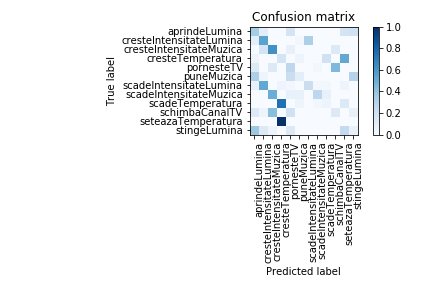 Confusion matrix
True label
aprindeLumina
cresteIntensitateLumina
cresteIntensitateMuzica
cresteTemperatura
pornesteTV
puneMuzica
scadeIntensitateLumina
scadeIntensitateMuzica
scadeTemperatura
schimbaCanalTV
seteazaTemperatura
stingeLumina
1.0
0.8
0.6
0.4
0.2
0.0
aprindeLumina
cresteIntensitateLumina
cresteIntensitateMuzica
cresteTemperatura
pornesteTV
puneMuzica
scadeIntensitateLumina
scadeIntensitateMuzica
scadeTemperatura
schimbaCanalTV
seteazaTemperatura
stingeLumina
Predicted label